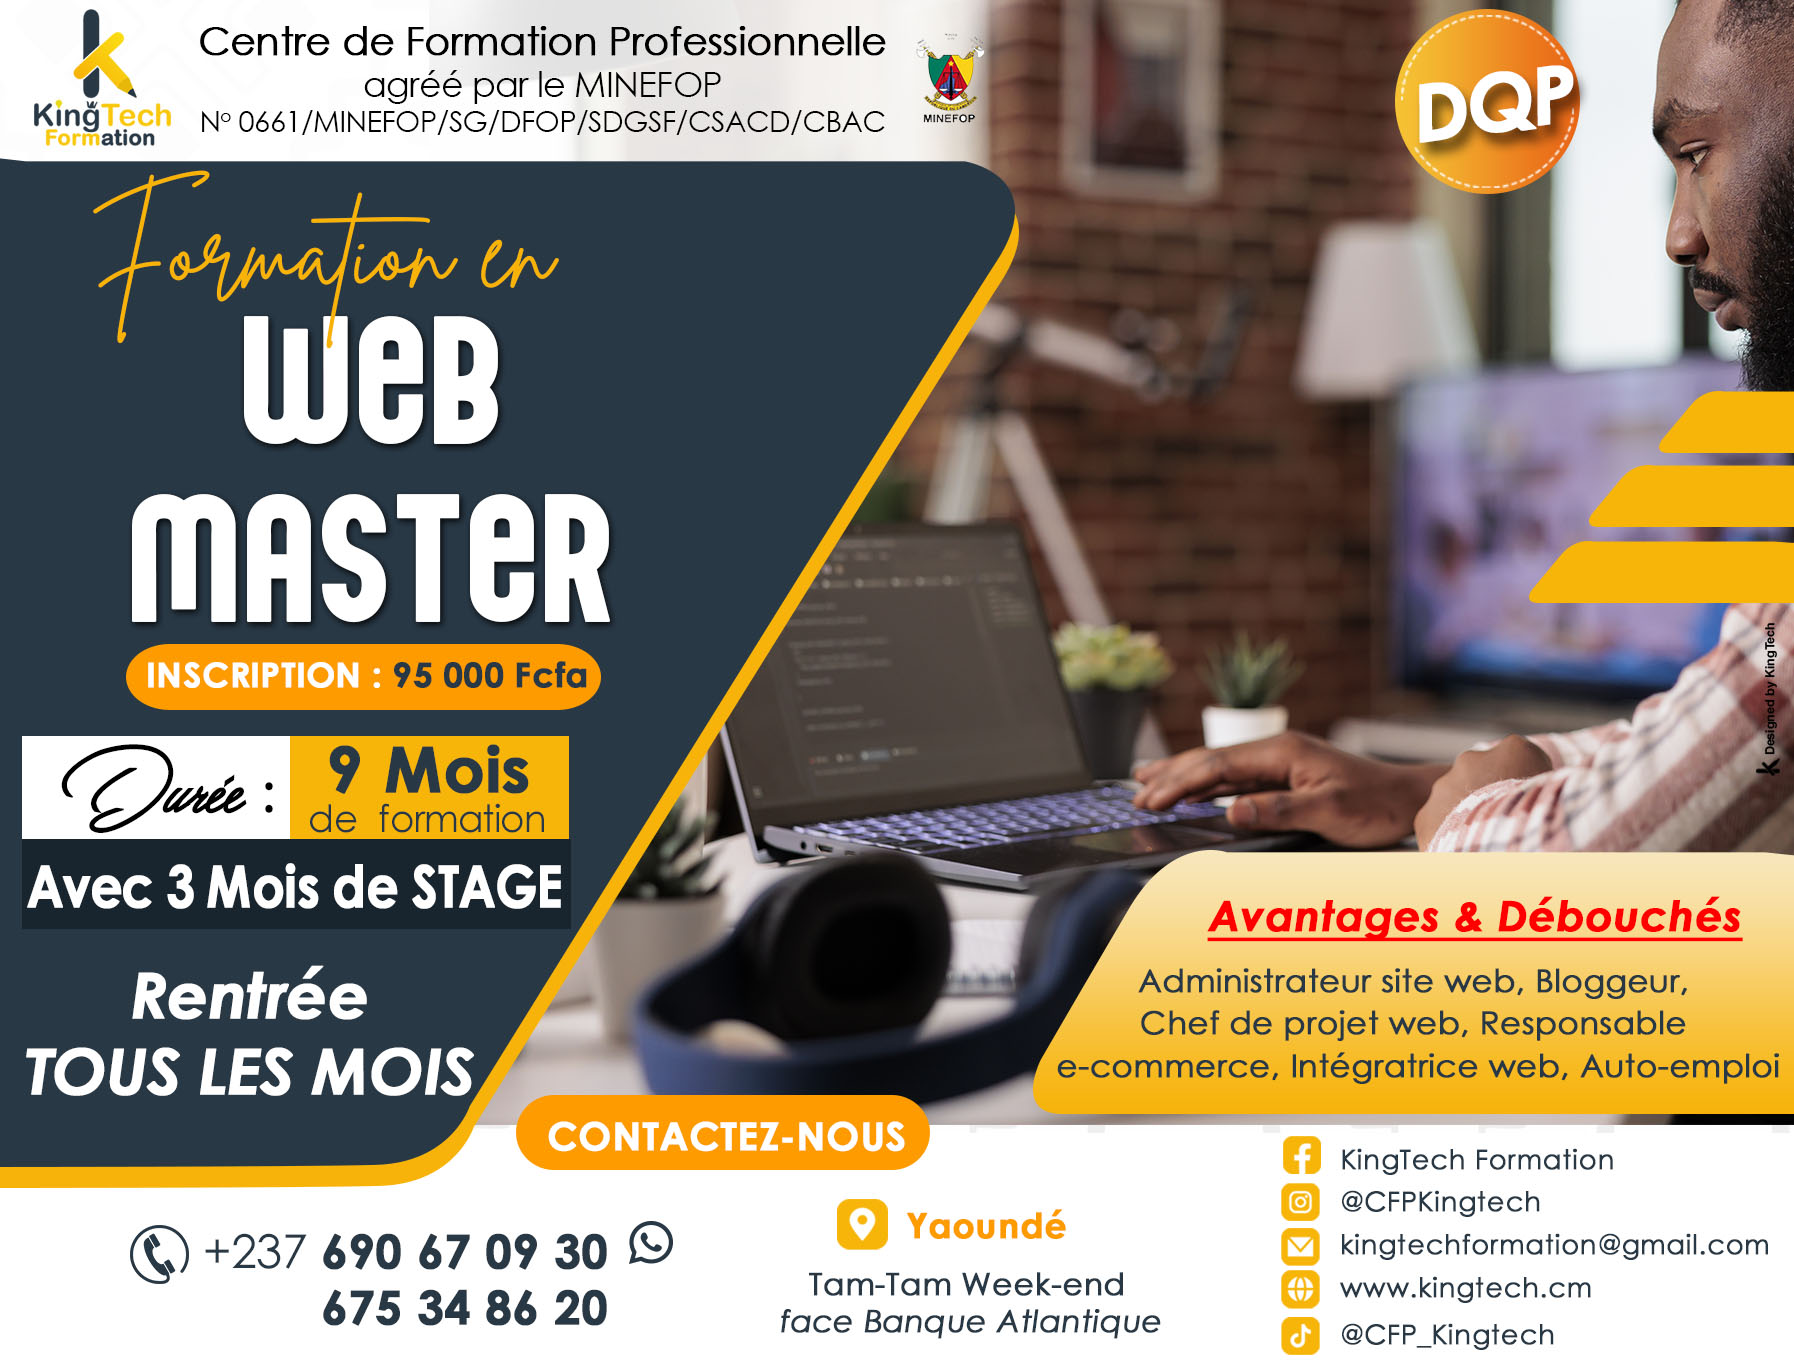 KingTech
Formation
Centre de Formation Professionnelle
agréé par le MINEFOP
N° 0661/MINEFOP/SG/DFOP/SDGSF/CSACD/CBAC
MINEFOP
DQP
Formation en
WeB
MASTeR
INSCRIPTION : 95 000 Fcfa
Durée :
9 Mois
de formation
Avec 3 Mois de STAGE
Rentrée
TOUS LES MOIS
Designed by KingTech
Avantages & Débouchés
Administrateur site web, Bloggeur,
Chef de projet web, Responsable
e-commerce, Intégratrice web, Auto-emploi
CONTACTEZ-NOUS
+237 690 67 09 30
675 34 86 20
Yaoundé
Tam-Tam Week-end
face Banque Atlantique
KingTech Formation
@CFPKingtech
kingtechformation@gmail.com
www.kingtech.cm
@CFP_Kingtech